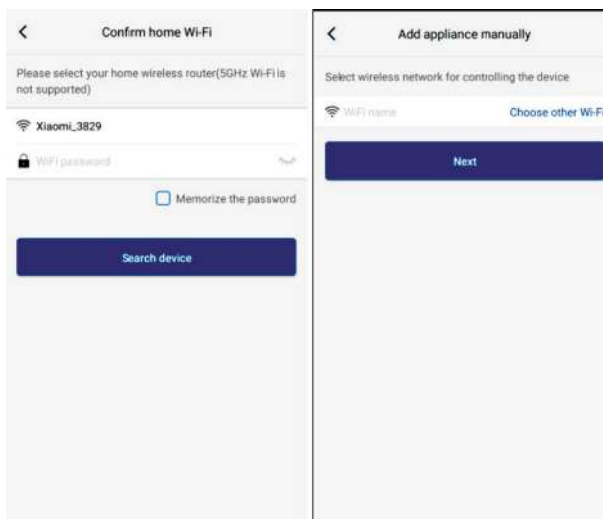 Confirm home Wi-Fi
Please select your home wireless router(5GHz Wi-Fi is
not supported)
Xiaomi_3829
WiFi password
Memorize the password
Search device
Add appliance manually
Select wireless network for controlling the device
WiFi name
Choose other Wi-Fi
Next